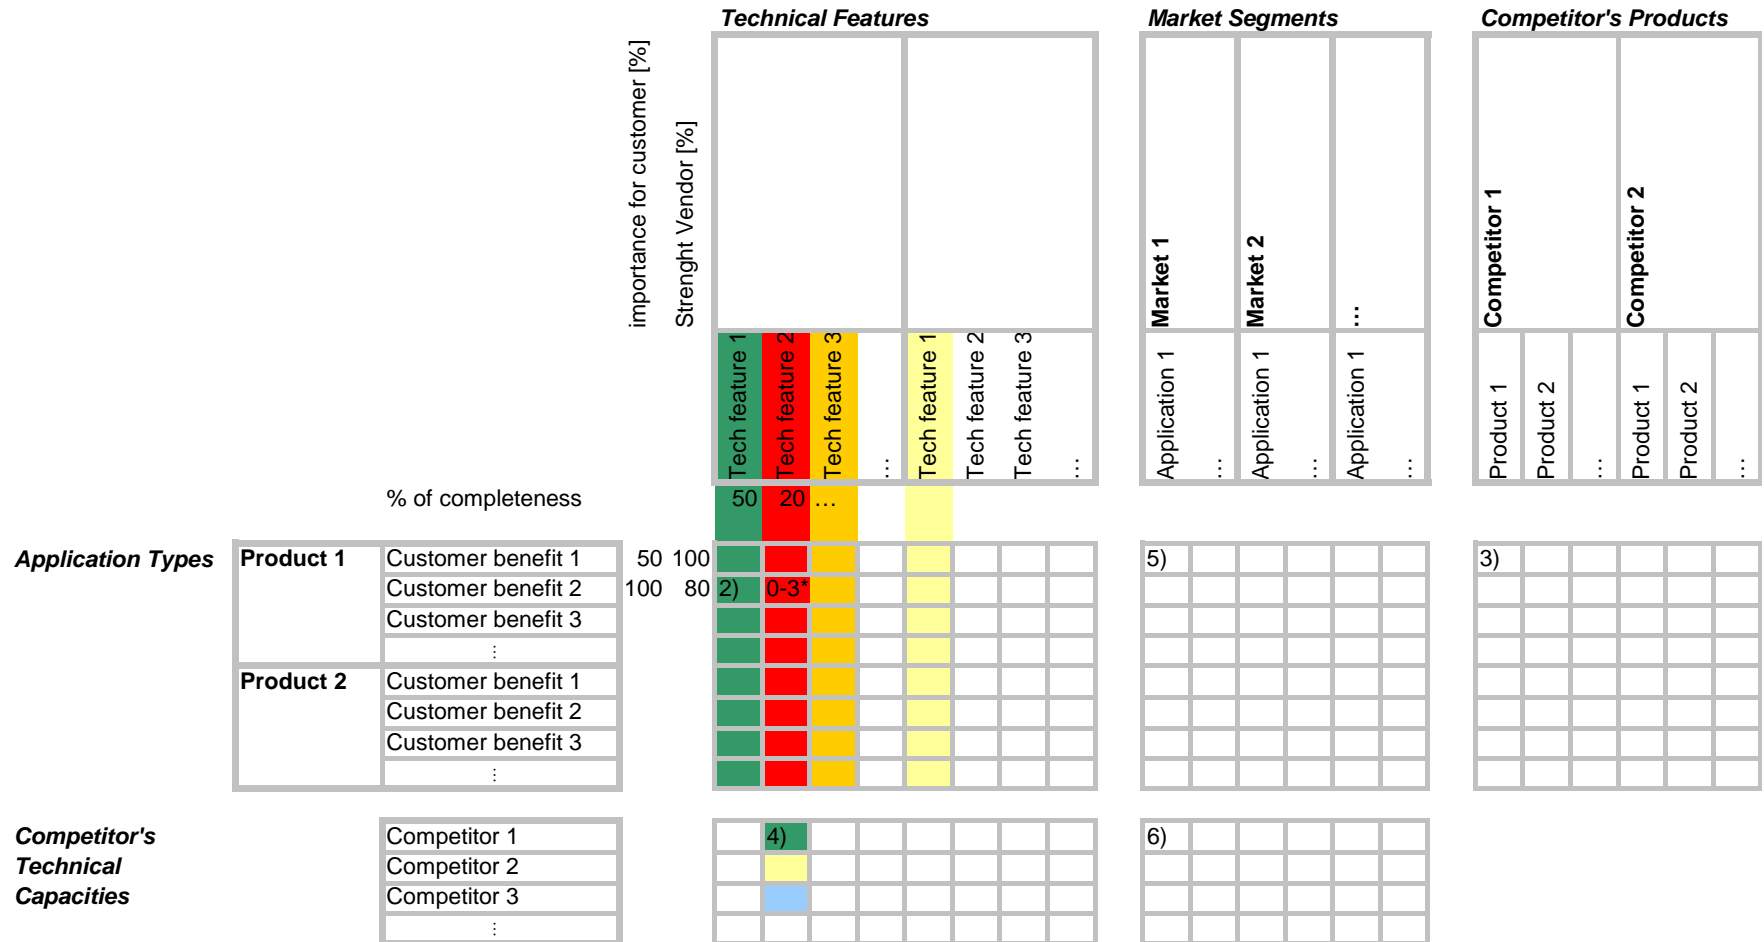 Technical Features Market Segments Competitor's Products
importance for customer [%]
Strenght Vendor [%]
Market 1
Market 2
…
Competitor 1
Competitor 2
Tech feature 1
Tech feature 2
Tech feature 3
…
Tech feature 1
Tech feature 2
Tech feature 3
…
Application 1
…
Application 1
…
Application 1
…
Product 1
Product 2
…
Product 1
Product 2
…
% of completeness 50 20 …
Application Types Product 1 Customer benefit 1 50 100 5) 3)
Customer benefit 2 100 80 2) 0-3*
Customer benefit 3
⋮
Product 2 Customer benefit 1
Customer benefit 2
Customer benefit 3
⋮
Competitor's Competitor 1 4) 6)
Technical Competitor 2
Capacities Competitor 3
⋮